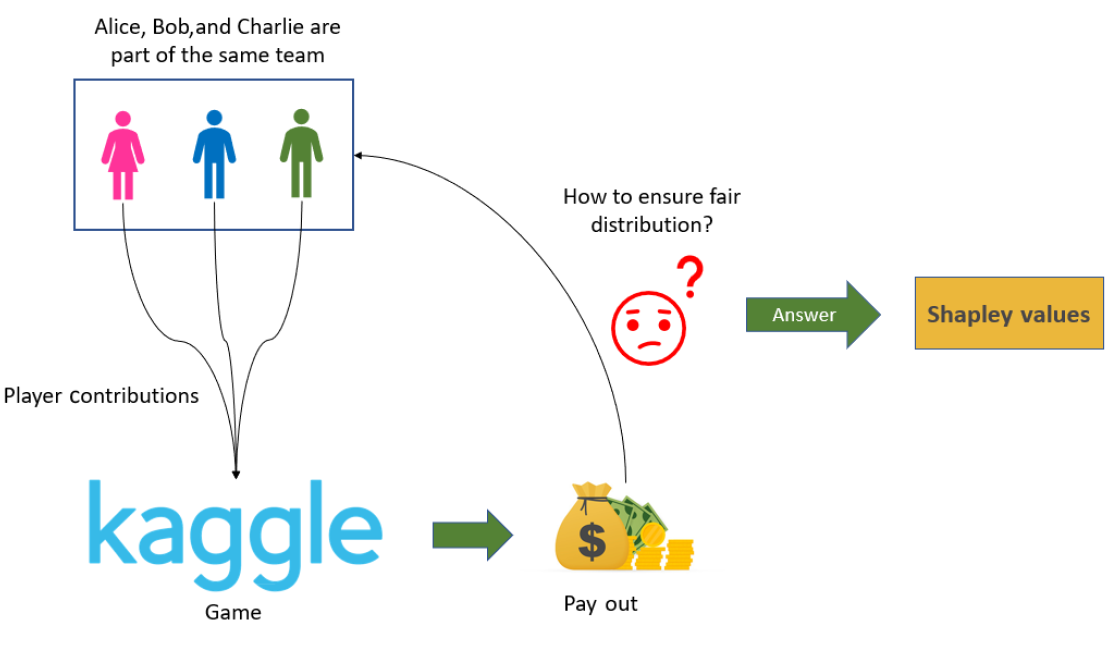 Alice, Bob,and Charlie are
part of the same team
How to ensure fair
distribution?
?
Answer
Shapley values
Player contributions
kaggle
$
Game
Pay out